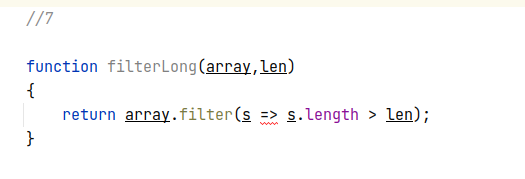 //7
function filterLong(array,len)
{
    return array.filter(s => s.length > len);
}